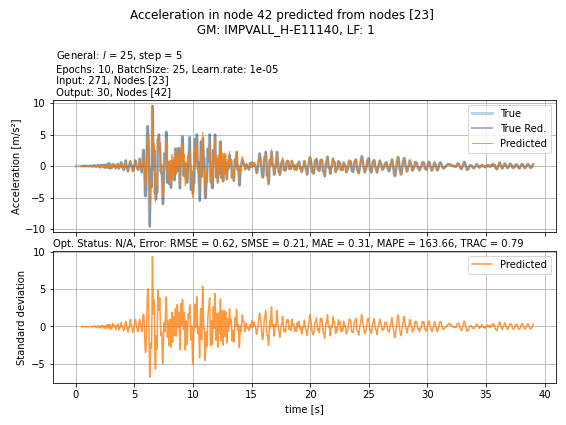 Acceleration in node 42 predicted from nodes [23]
GM: IMPVALL_H-E11140, LF: 1
General: l = 25, step = 5
Epochs: 10, BatchSize: 25, Learn.rate: 1e-05
Input: 271, Nodes [23]
Output: 30, Nodes [42]
10
5
0
−5
−10
Acceleration [m/s²]
True
True Red.
Predicted
Opt. Status: N/A, Error: RMSE = 0.62, SMSE = 0.21, MAE = 0.31, MAPE = 163.66, TRAC = 0.79
10
5
0
−5
Standard deviation
Predicted
0 5 10 15 20 25 30 35 40
time [s]